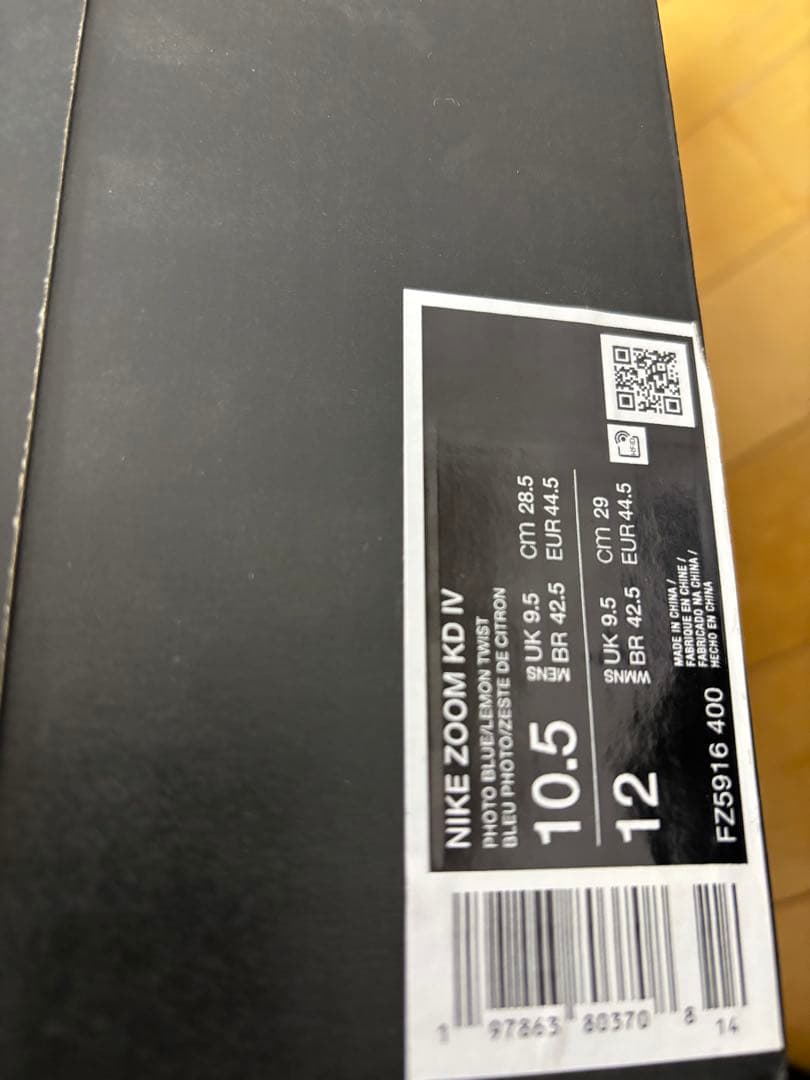 NIKE ZOOM KD IV
PHOTO BLUE/LEMON TWIST
BLEU PHOTO/ZESTE DE CITRON
10.5 MENS UK 9.5 cm 28.5
BR 42.5 EUR 44.5
12 WMNS UK 9.5 cm 29
BR 42.5 EUR 44.5
RFID
FZ5916 400
MADE IN CHINA /
FABRIQUE EN CHINE /
FABRICADO NA CHINA /
HECHO EN CHINA
1 97863 80370 8 14